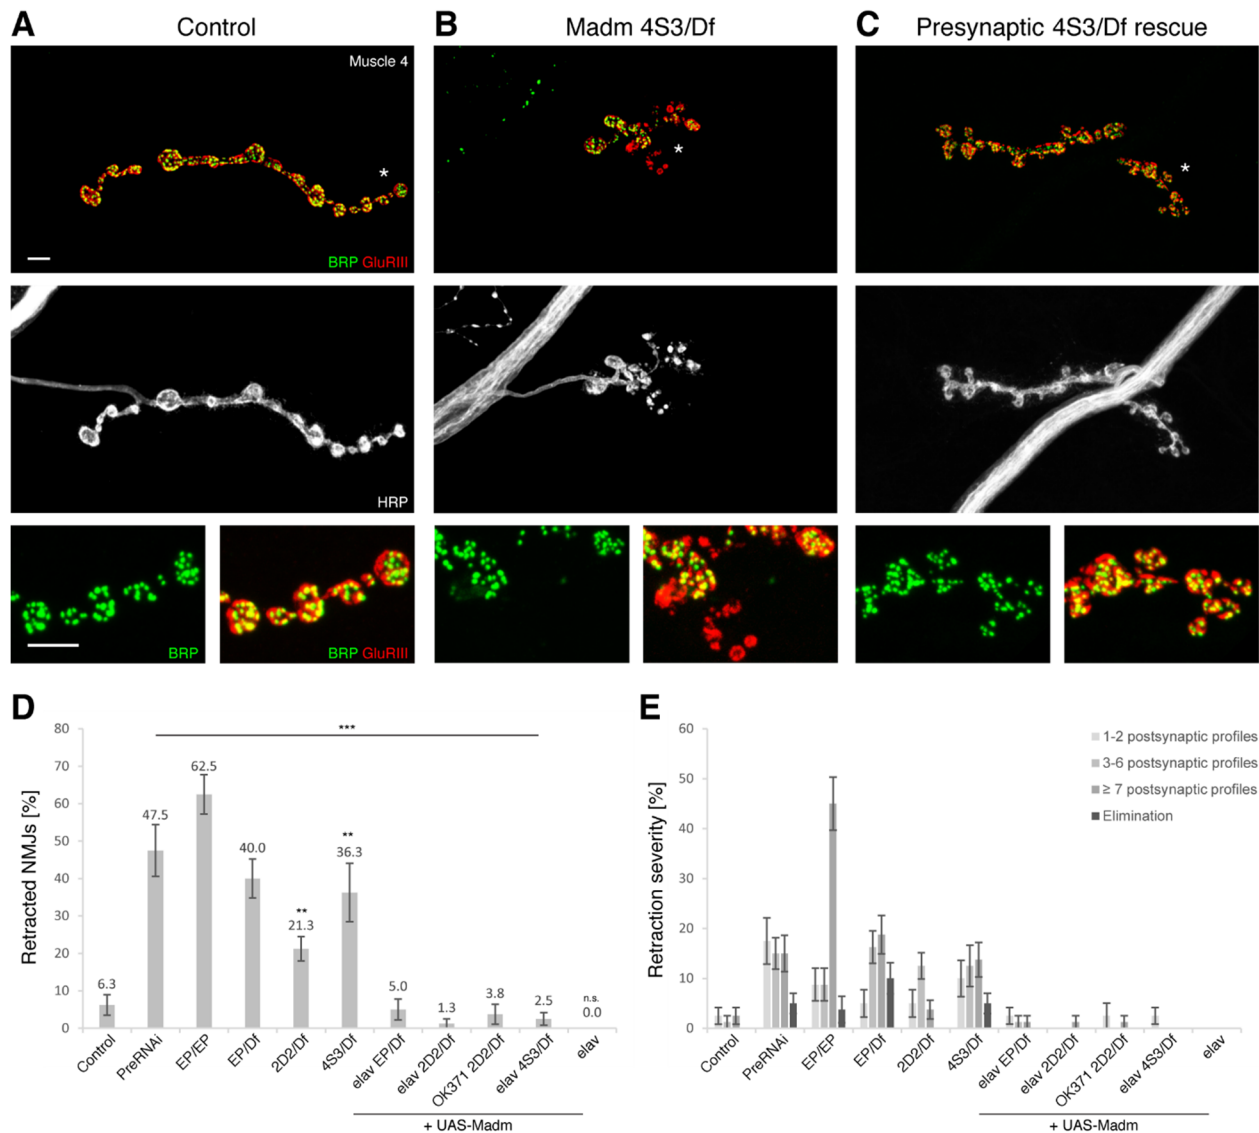 A Control
B Madm 4S3/Df
C Presynaptic 4S3/Df rescue
Muscle 4
*
*
*
BRP GluRIII
HRP
BRP
BRP GluRIII
D
Retracted NMJs [%]
80
70
60
50
40
30
20
10
0
***
6.3
47.5
62.5
40.0
**
21.3
**
36.3
5.0
1.3
3.8
2.5
n.s.
0.0
Control
PreRNAi
EP/EP
EP/Df
2D2/Df
4S3/Df
elav EP/Df
elav 2D2/Df
OK371 2D2/Df
elav 4S3/Df
elav
+ UAS-Madm
E
Retraction severity [%]
60
50
40
30
20
10
0
1-2 postsynaptic profiles
3-6 postsynaptic profiles
≥ 7 postsynaptic profiles
Elimination
Control
PreRNAi
EP/EP
EP/Df
2D2/Df
4S3/Df
elav EP/Df
elav 2D2/Df
OK371 2D2/Df
elav 4S3/Df
elav
+ UAS-Madm